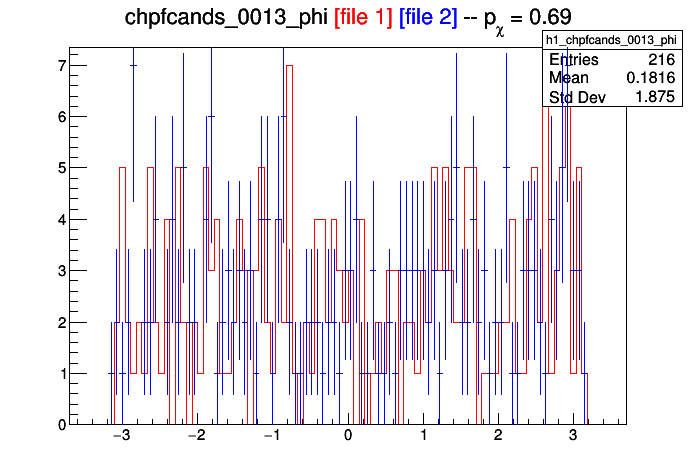 chpfcands_0013_phi [file 1] [file 2] -- pχ = 0.69
h1_chpfcands_0013_phi
Entries 216
Mean 0.1816
Std Dev 1.875
7
6
5
4
3
2
1
0
−3 −2 −1 0 1 2 3